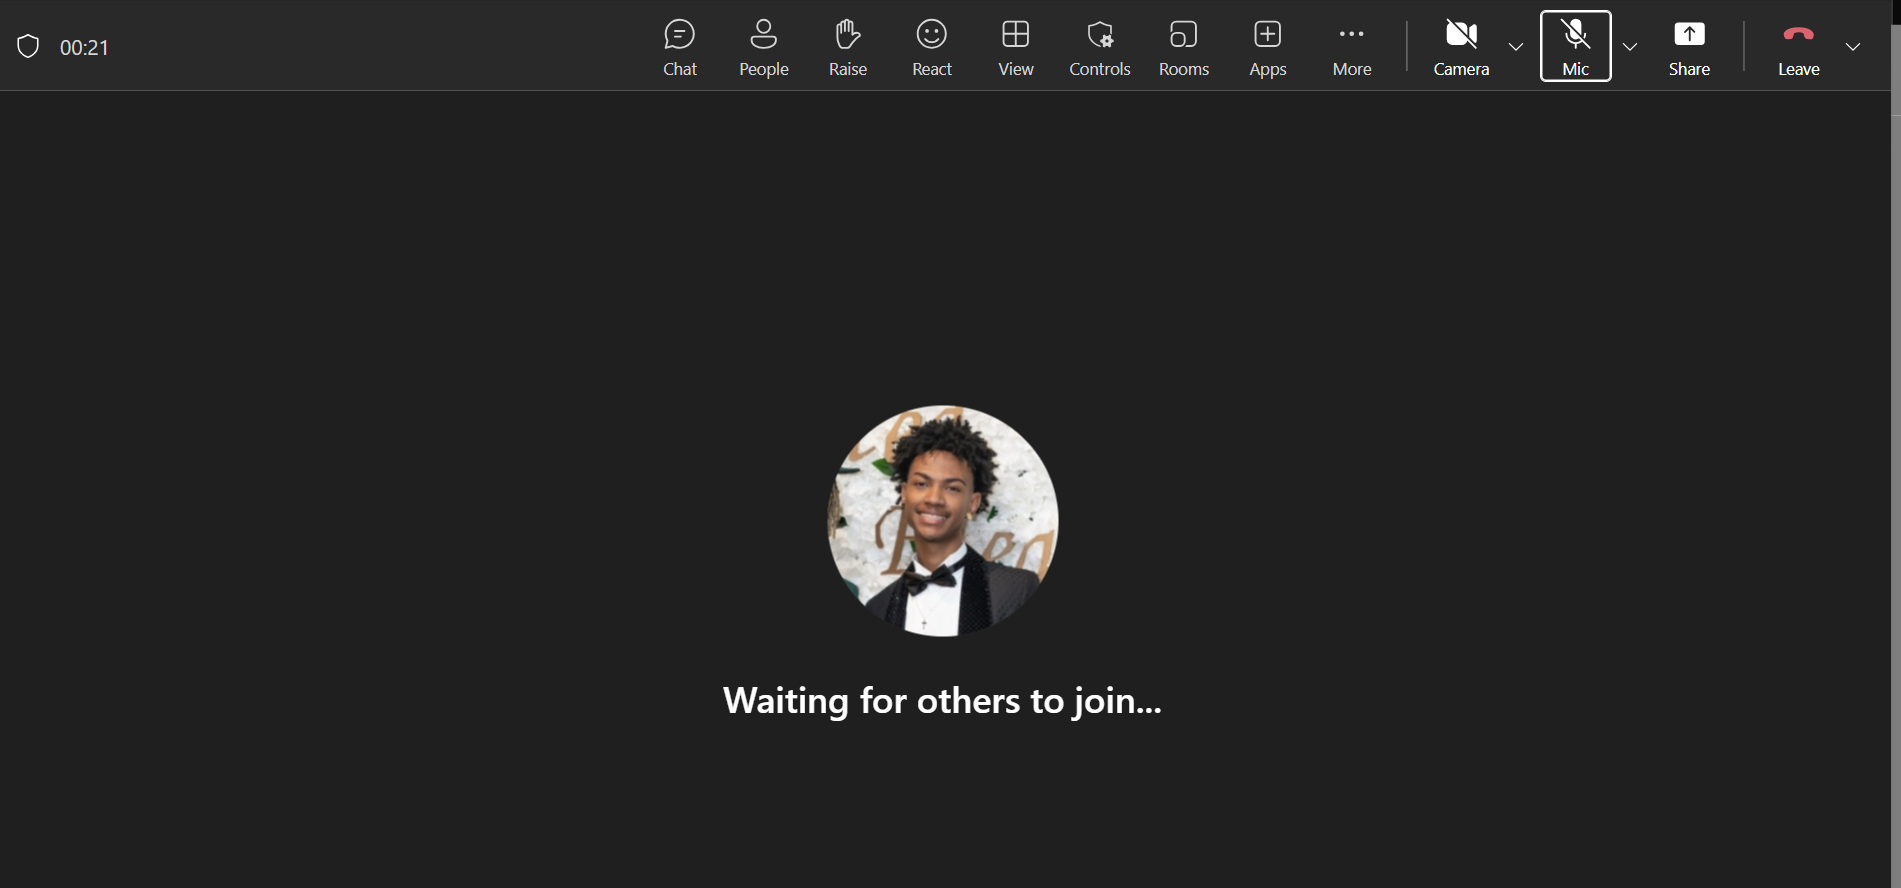 00:21
Chat People Raise React View Controls Rooms Apps More Camera Mic Share Leave
Waiting for others to join...